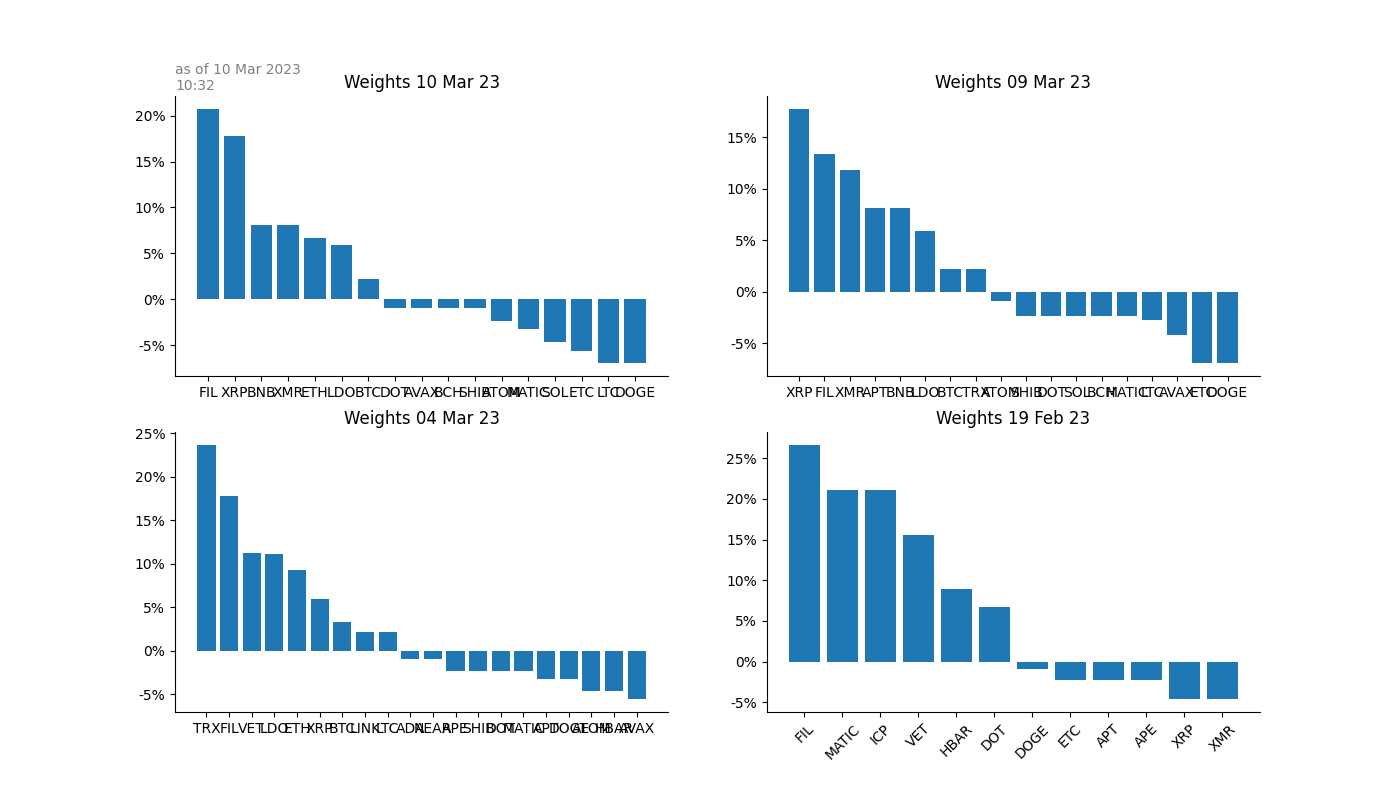 as of 10 Mar 2023
10:32
Weights 10 Mar 23
20%
15%
10%
5%
0%
-5%
FIL XRP BNB XMR ETH LDO BTC DOT AVAX BCH SHIB ATOM MATIC SOL ETC LTC DOGE
Weights 09 Mar 23
15%
10%
5%
0%
-5%
XRP FIL XMR APT BNB LDO BTC TRX ATOM SHIB DOT SOL BCH MATIC LTC AVAX ETC DOGE
Weights 04 Mar 23
25%
20%
15%
10%
5%
0%
-5%
TRX FIL VET LDO ETH XRP BTC LINK LTC ADA NEAR APE SHIB DOT MATIC APT DOGE ATOM HBAR AVAX
Weights 19 Feb 23
25%
20%
15%
10%
5%
0%
-5%
FIL MATIC ICP VET HBAR DOT DOGE ETC APT APE XRP XMR